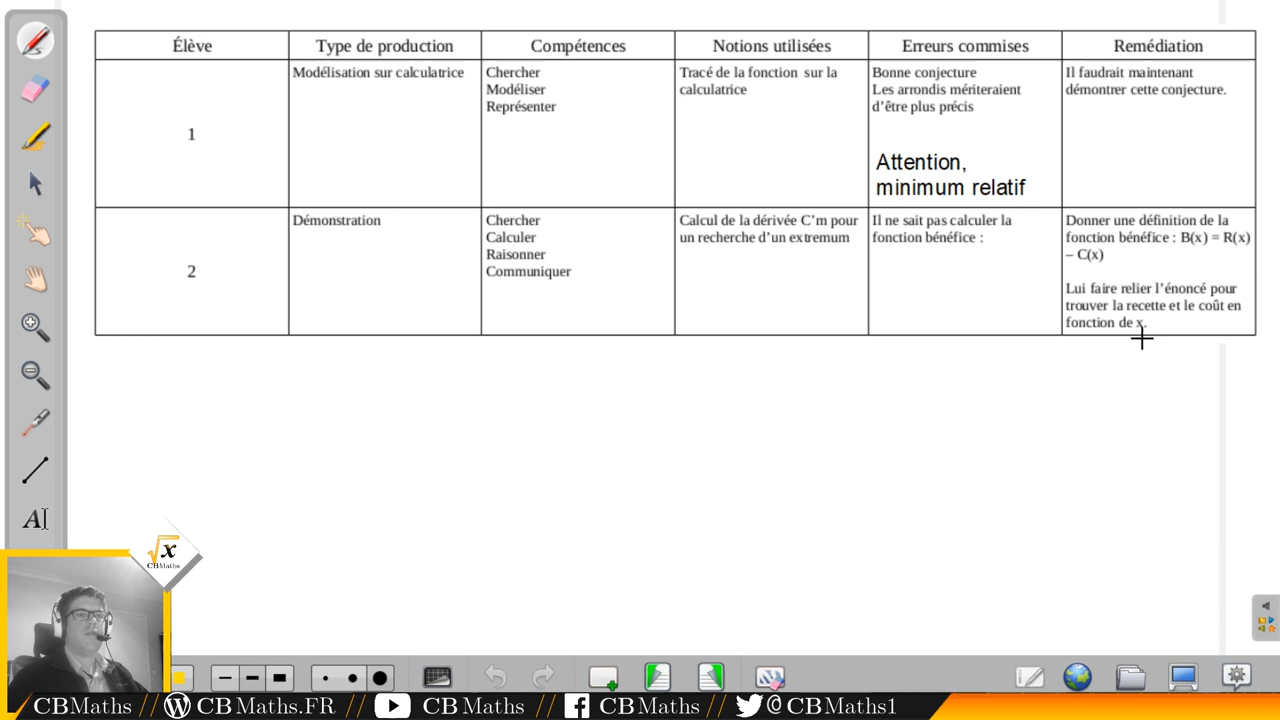 Élève
Type de production
Compétences
Notions utilisées
Erreurs commises
Remédiation
1
Modélisation sur calculatrice
Chercher
Modéliser
Représenter
Tracé de la fonction sur la
calculatrice
Bonne conjecture
Les arrondis mériteraient
d'être plus précis
Attention,
minimum relatif
Il faudrait maintenant
démontrer cette conjecture.
2
Démonstration
Chercher
Calculer
Raisonner
Communiquer
Calcul de la dérivée C'm pour
un recherche d'un extremum
Il ne sait pas calculer la
fonction bénéfice :
Donner une définition de la
fonction bénéfice : B(x) = R(x)
– C(x)
Lui faire relier l'énoncé pour
trouver la recette et le coût en
fonction de x.
A
√x
CBMaths
CBMaths // CBMaths.FR // CBMaths // CBMaths // @CBMaths1